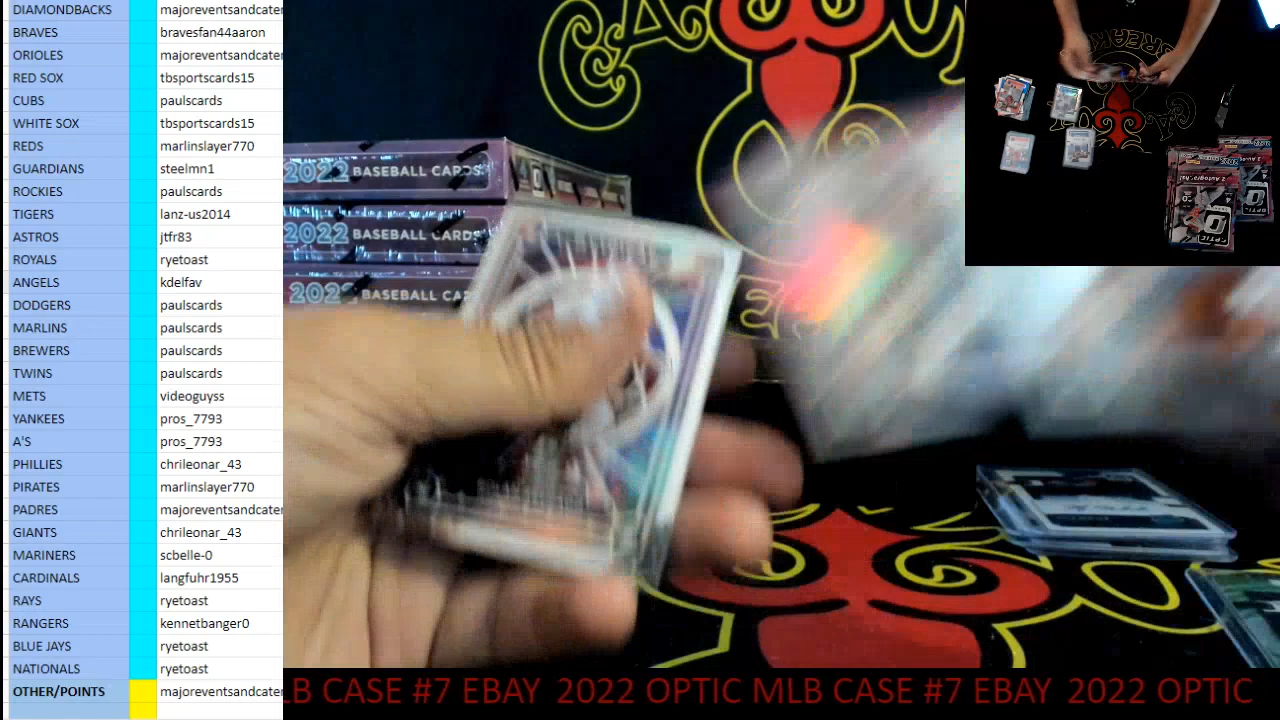 DIAMONDBACKS majoreventsandcater
BRAVES bravesfan44aaron
ORIOLES majoreventsandcater
RED SOX tbsportscards15
CUBS paulscards
WHITE SOX tbsportscards15
REDS marlinslayer770
GUARDIANS steelmn1
ROCKIES paulscards
TIGERS lanz-us2014
ASTROS jtfr83
ROYALS ryetoast
ANGELS kdelfav
DODGERS paulscards
MARLINS paulscards
BREWERS paulscards
TWINS paulscards
METS videoguyss
YANKEES pros_7793
A'S pros_7793
PHILLIES chrileonar_43
PIRATES marlinslayer770
PADRES majoreventsandcater
GIANTS chrileonar_43
MARINERS scbelle-0
CARDINALS langfuhr1955
RAYS ryetoast
RANGERS kennetbanger0
BLUE JAYS ryetoast
NATIONALS ryetoast
OTHER/POINTS majoreventsandcater
2022 BASEBALL CARDS
2022 BASEBALL CARDS
2022 BASEBALL CA
LB CASE #7 EBAY 2022 OPTIC MLB CASE #7 EBAY 2022 OPTIC